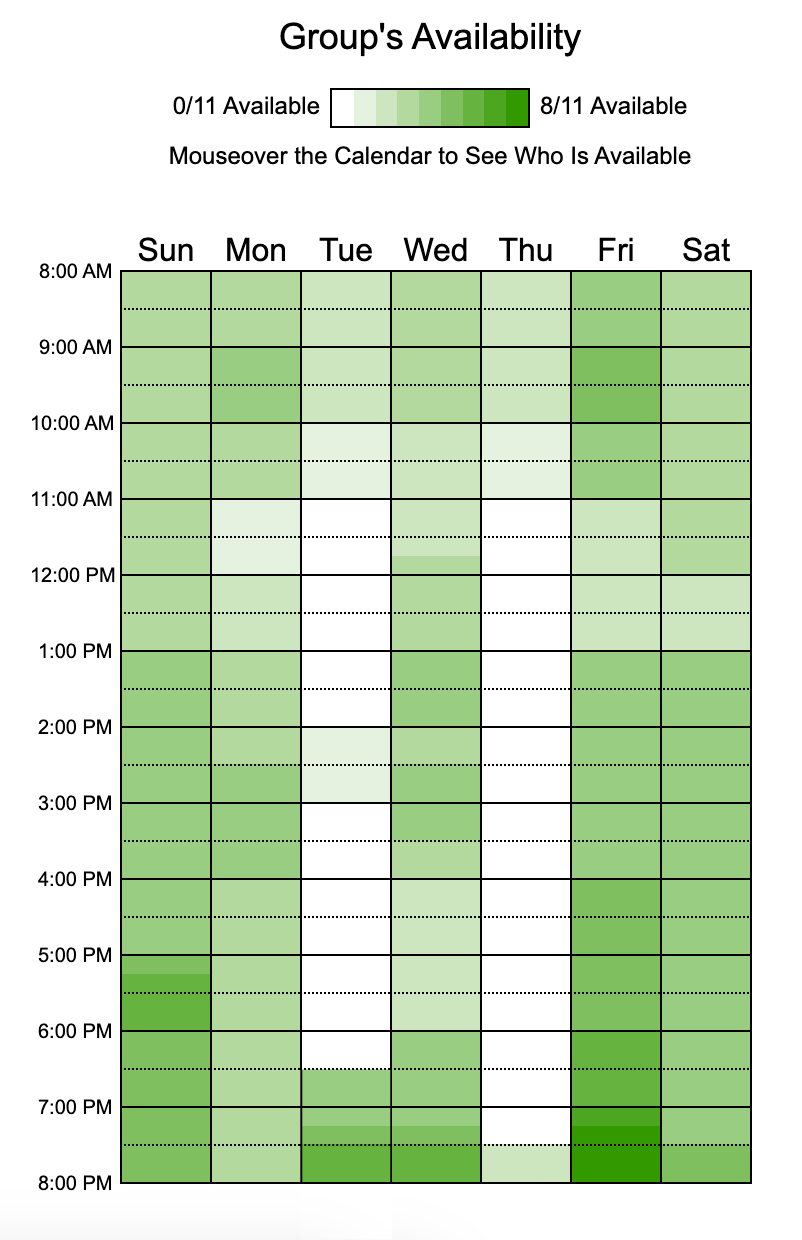 Group's Availability
0/11 Available 8/11 Available
Mouseover the Calendar to See Who Is Available
Sun Mon Tue Wed Thu Fri Sat
8:00 AM
9:00 AM
10:00 AM
11:00 AM
12:00 PM
1:00 PM
2:00 PM
3:00 PM
4:00 PM
5:00 PM
6:00 PM
7:00 PM
8:00 PM